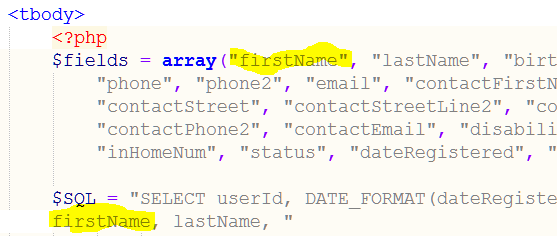 <tbody>
<?php
$fields = array("firstName", "lastName", "birt
"phone", "phone2", "email", "contactFirstN
"contactStreet", "contactStreetLine2", "co
"contactPhone2", "contactEmail", "disabili
"inHomeNum", "status", "dateRegistered", "
$SQL = "SELECT userId, DATE_FORMAT(dateRegiste
firstName, lastName, "